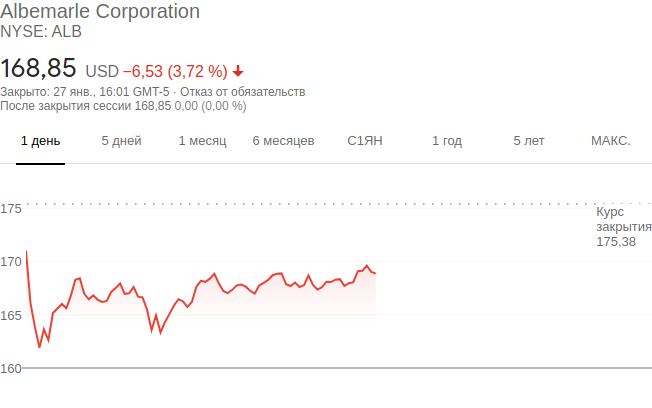 Albemarle Corporation
NYSE: ALB
168,85 USD −6,53 (3,72 %)
Закрыто: 27 янв., 16:01 GMT-5 · Отказ от обязательств
После закрытия сессии 168,85 0,00 (0,00 %)
1 день 5 дней 1 месяц 6 месяцев С1ЯН 1 год 5 лет МАКС.
175
Курс
закрытия
175,38
170
165
160